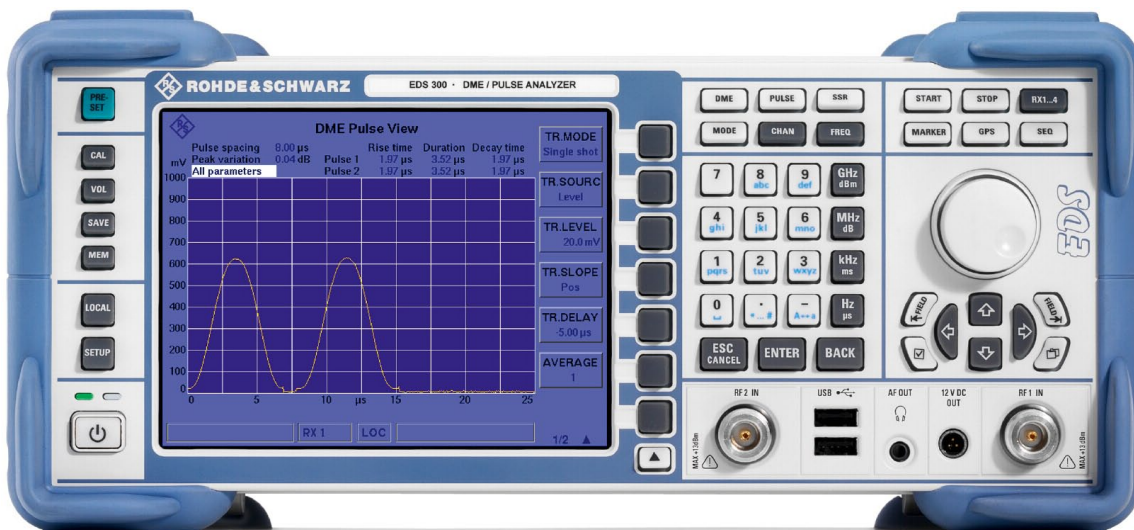 ROHDE&SCHWARZ
EDS 300 · DME / PULSE ANALYZER
PRE-
SET
CAL
VOL
SAVE
MEM
LOCAL
SETUP
R&S
DME Pulse View
Pulse spacing 8.00 µs Rise time Duration Decay time
Peak variation 0.04 dB Pulse 1 1.97 µs 3.52 µs 1.97 µs
All parameters Pulse 2 1.97 µs 3.52 µs 1.97 µs
mV
1000
900
800
700
600
500
400
300
200
100
0
0 5 µs 10 15 20 25
RX 1 LOC
1/2 ▲
TR.MODE
Single shot
TR.SOURC
Level
TR.LEVEL
20.0 mV
TR.SLOPE
Pos
TR.DELAY
-5.00 µs
AVERAGE
1
DME PULSE SSR
MODE CHAN FREQ
START STOP RX1...4
MARKER GPS SEQ
7 8 abc 9 def GHz dBm
4 ghi 5 jkl 6 mno MHz dB
1 pqrs 2 tuv 3 wxyz kHz ms
0 . *...# – A↔a Hz µs
ESC
CANCEL
ENTER BACK
EDS
FIELD FIELD
RF2 IN
MAX +13dBm
USB
AF OUT
12 V DC
OUT
RF1 IN
MAX +13 dBm